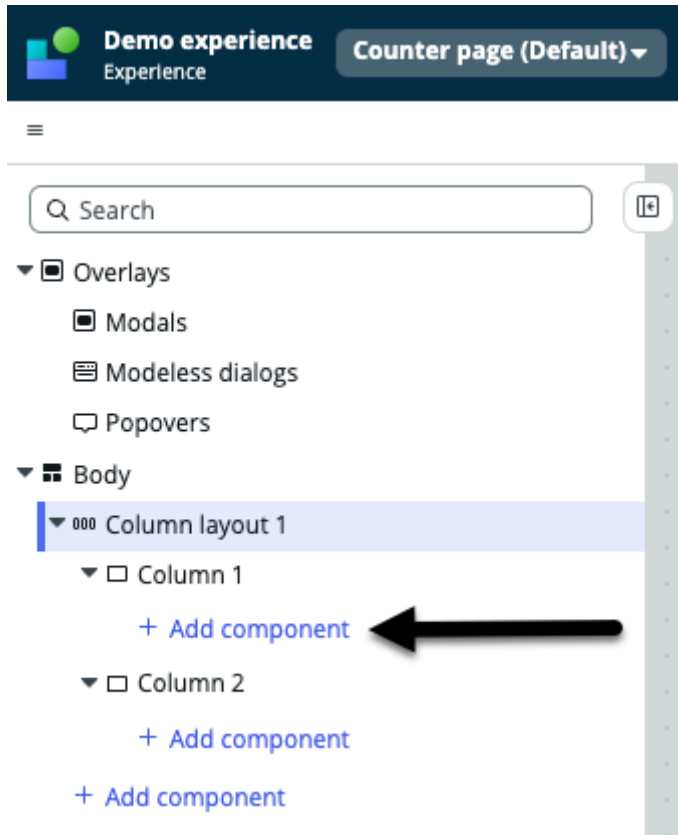 Demo experience
Experience
Counter page (Default)
Search
Overlays
Modals
Modeless dialogs
Popovers
Body
Column layout 1
Column 1
+ Add component
Column 2
+ Add component
+ Add component